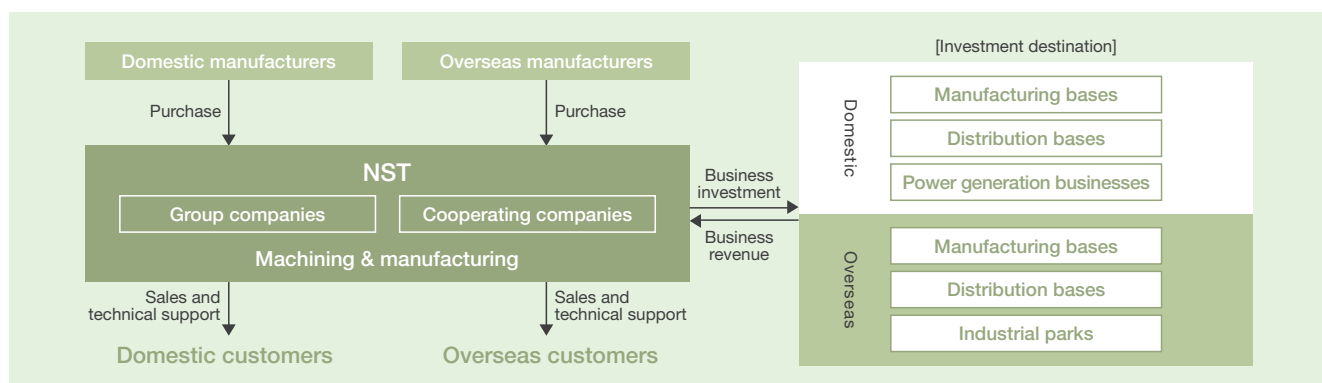 Domestic manufacturers
Overseas manufacturers
Purchase
Purchase
NST
Group companies
Cooperating companies
Machining & manufacturing
Sales and
technical support
Sales and
technical support
Domestic customers
Overseas customers
Business
investment
Business
revenue
[Investment destination]
Domestic
Manufacturing bases
Distribution bases
Power generation businesses
Overseas
Manufacturing bases
Distribution bases
Industrial parks